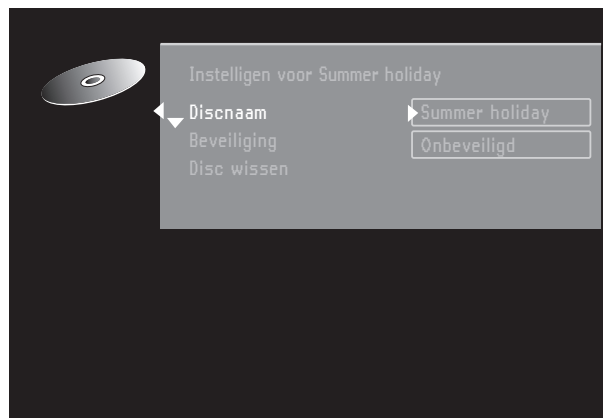 Instelligen voor Summer holiday
Discnaam Summer holiday
Beveiliging Onbeveiligd
Disc wissen